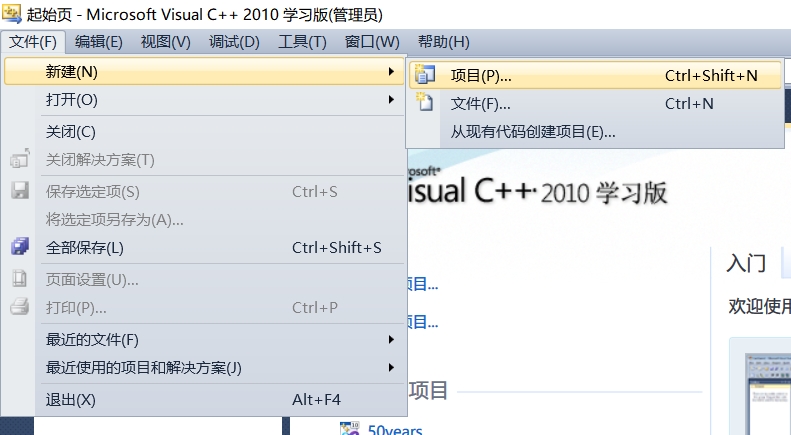 起始页 - Microsoft Visual C++ 2010 学习版(管理员)
文件(F) 编辑(E) 视图(V) 调试(D) 工具(T) 窗口(W) 帮助(H)
新建(N)
打开(O)
关闭(C)
关闭解决方案(T)
保存选定项(S) Ctrl+S
将选定项另存为(A)...
全部保存(L) Ctrl+Shift+S
页面设置(U)...
打印(P)... Ctrl+P
最近的文件(F)
最近使用的项目和解决方案(J)
退出(X) Alt+F4
项目(P)... Ctrl+Shift+N
文件(F)... Ctrl+N
从现有代码创建项目(E)...
rosoft®
isual C++ 2010 学习版
项目...
项目...
项目
50years
入门
欢迎使用